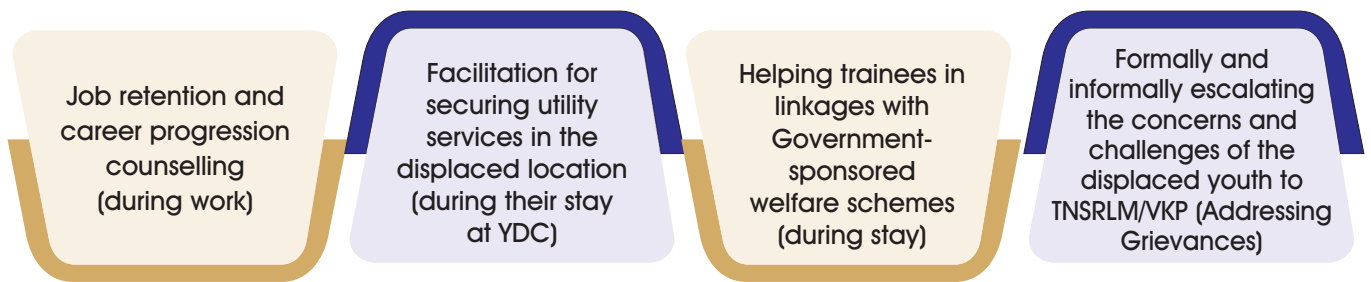 Job retention and
career progression
counselling
(during work)
Facilitation for
securing utility
services in the
displaced location
(during their stay
at YDC)
Helping trainees in
linkages with
Government-
sponsored
welfare schemes
(during stay)
Formally and
informally escalating
the concerns and
challenges of the
displaced youth to
TNSRLM/VKP (Addressing
Grievances)